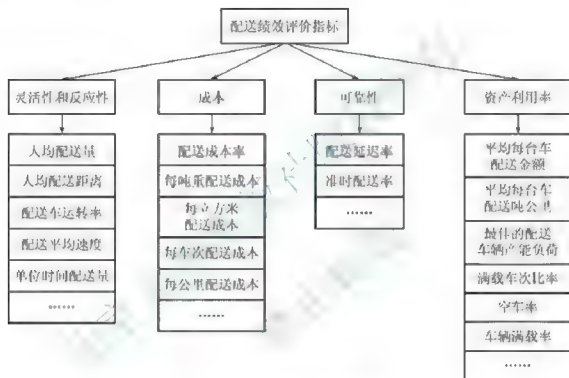 配送绩效评价指标
灵活性和反应性
人均配送量
人均配送距离
配送车运转率
配送平均速度
单位时间配送量
……
成本
配送成本率
每吨重配送成本
每立方米
配送成本
每车次配送成本
每公里配送成本
……
可靠性
配送延迟率
准时配送率
……
资产利用率
平均每台车
配送金额
平均每台车
配送吨公里
最佳的配送
车辆产能负荷
满载车次比率
空车率
车辆满载率
……